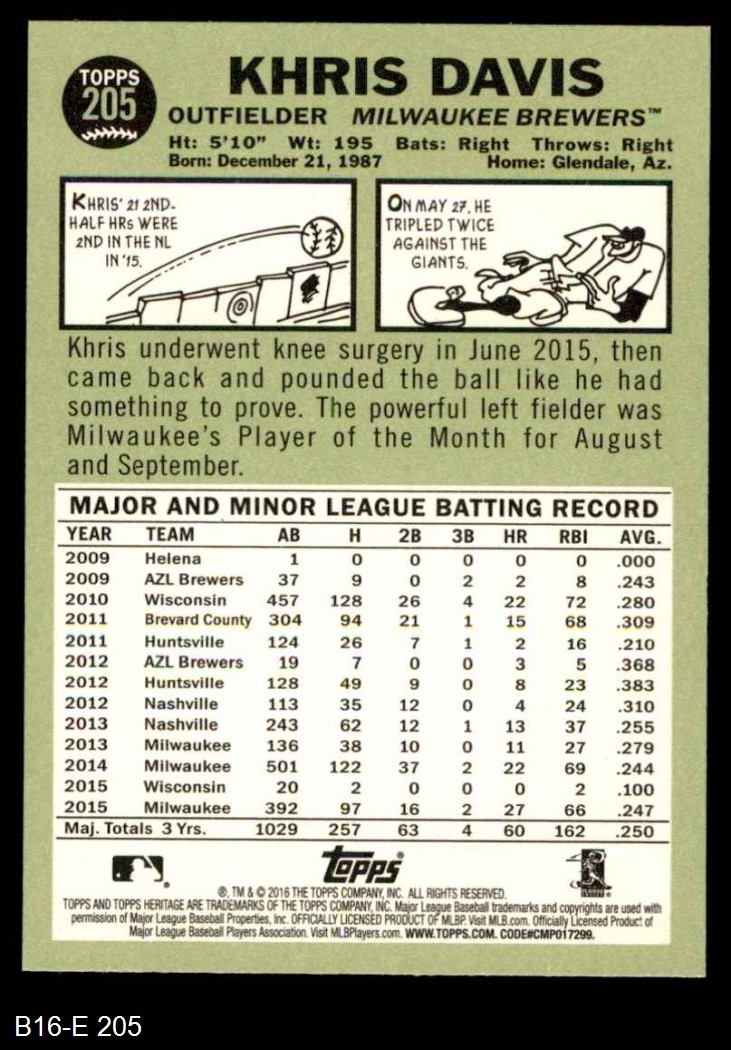 TOPPS
205
KHRIS DAVIS
OUTFIELDER MILWAUKEE BREWERS™
Ht: 5'10" Wt: 195 Bats: Right Throws: Right
Born: December 21, 1987 Home: Glendale, Az.
KHRIS' 21 2ND-
HALF HRS WERE
2ND IN THE NL
IN '15.
ON MAY 27, HE
TRIPLED TWICE
AGAINST THE
GIANTS.
Khris underwent knee surgery in June 2015, then
came back and pounded the ball like he had
something to prove. The powerful left fielder was
Milwaukee's Player of the Month for August
and September.
MAJOR AND MINOR LEAGUE BATTING RECORD
YEAR TEAM AB H 2B 3B HR RBI AVG.
2009 Helena 1 0 0 0 0 0 .000
2009 AZL Brewers 37 9 0 2 2 8 .243
2010 Wisconsin 457 128 26 4 22 72 .280
2011 Brevard County 304 94 21 1 15 68 .309
2011 Huntsville 124 26 7 1 2 16 .210
2012 AZL Brewers 19 7 0 0 3 5 .368
2012 Huntsville 128 49 9 0 8 23 .383
2012 Nashville 113 35 12 0 4 24 .310
2013 Nashville 243 62 12 1 13 37 .255
2013 Milwaukee 136 38 10 0 11 27 .279
2014 Milwaukee 501 122 37 2 22 69 .244
2015 Wisconsin 20 2 0 0 0 2 .100
2015 Milwaukee 392 97 16 2 27 66 .247
Maj. Totals 3 Yrs. 1029 257 63 4 60 162 .250
Topps®
®, TM & © 2016 THE TOPPS COMPANY, INC. ALL RIGHTS RESERVED.
TOPPS AND TOPPS HERITAGE ARE TRADEMARKS OF THE TOPPS COMPANY, INC. Major League Baseball trademarks and copyrights are used with
permission of Major League Baseball Properties, Inc. OFFICIALLY LICENSED PRODUCT OF MLBP. Visit MLB.com. Officially Licensed Product of
Major League Baseball Players Association. Visit MLBPlayers.com. WWW.TOPPS.COM. CODE#CMP017299.
B16-E 205